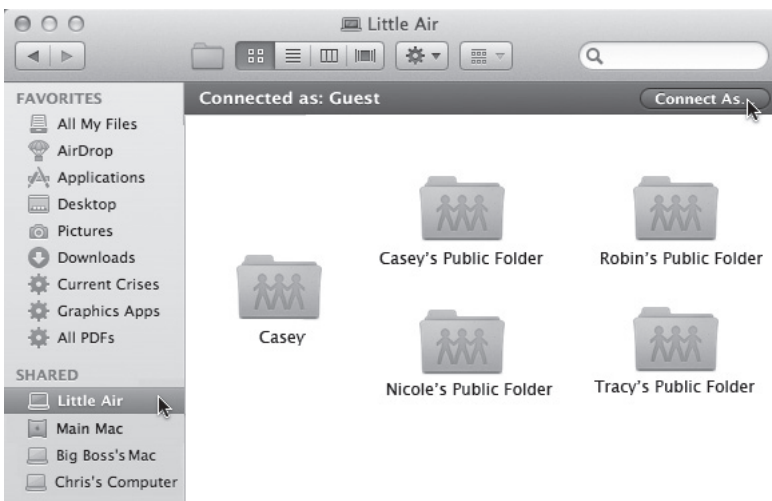 Little Air
FAVORITES
All My Files
AirDrop
Applications
Desktop
Pictures
Downloads
Current Crises
Graphics Apps
All PDFs
SHARED
Little Air
Main Mac
Big Boss's Mac
Chris's Computer
Connected as: Guest
Connect As...
Casey's Public Folder
Robin's Public Folder
Casey
Nicole's Public Folder
Tracy's Public Folder